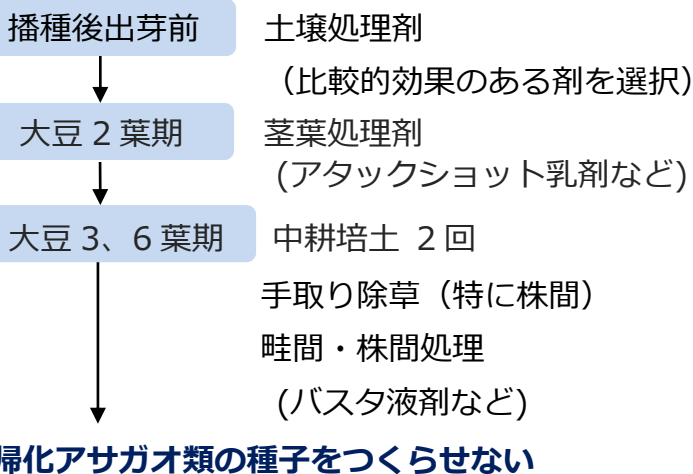 播種後出芽前 土壌処理剤
（比較的効果のある剤を選択）
大豆 2 葉期 茎葉処理剤
(アタックショット乳剤など)
大豆 3、6 葉期 中耕培土 2 回
手取り除草（特に株間）
畦間・株間処理
(バスタ液剤など)
帰化アサガオ類の種子をつくらせない